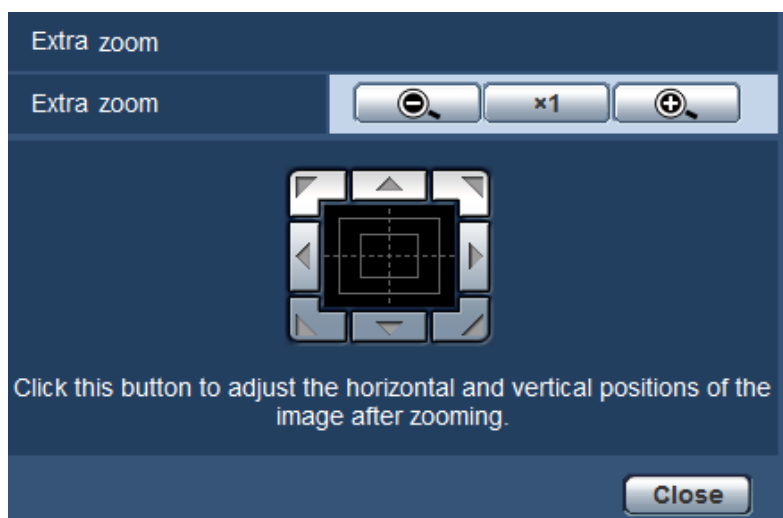 Extra zoom
Extra zoom
×1
Click this button to adjust the horizontal and vertical positions of the
image after zooming.
Close